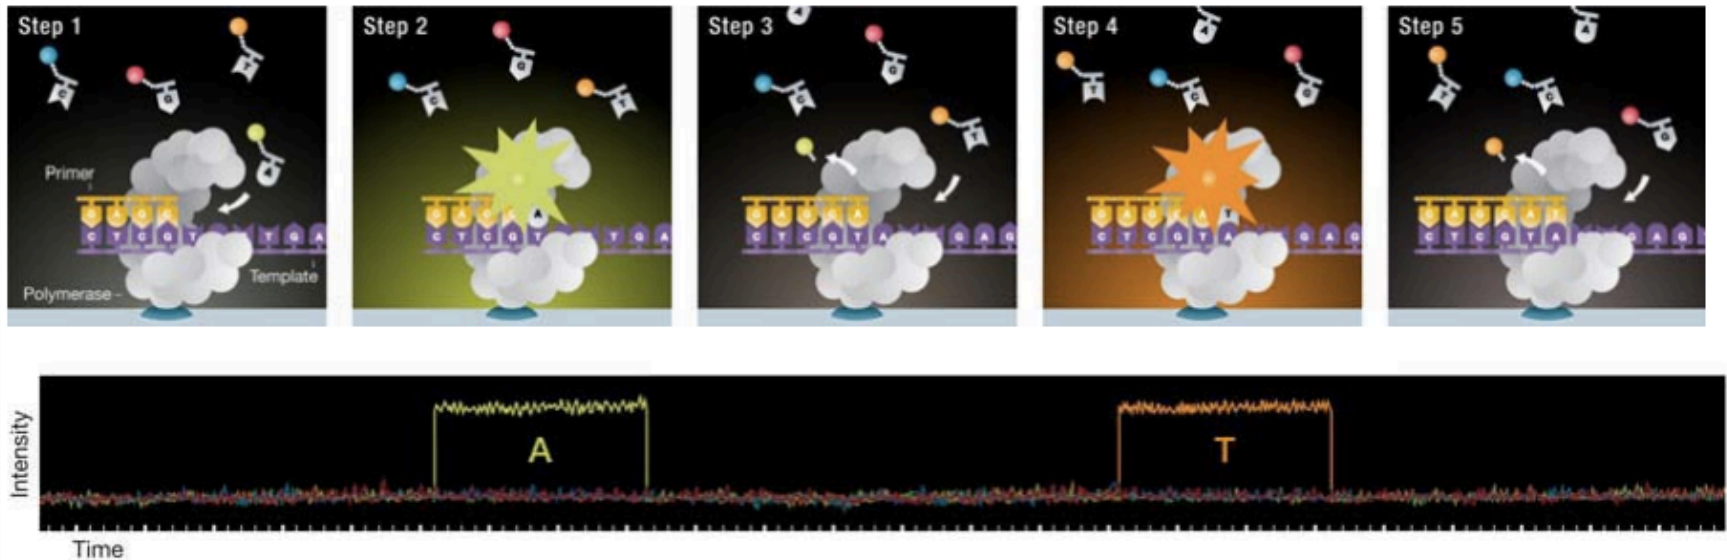 Step 1
Step 2
Step 3
Step 4
Step 5
T
C
G
A
Primer
G A G G
C T C G T T G A
Template
Polymerase
G
C
T
G A G A
C T C G T T G A
A
G
C
T
G A G G A
C T C G T A G A G
A
T
C
G
G A G A T
C T C G T A G A G
A
T
C
G
G A G G A A
C T C G T A G A G
Intensity
A
T
Time